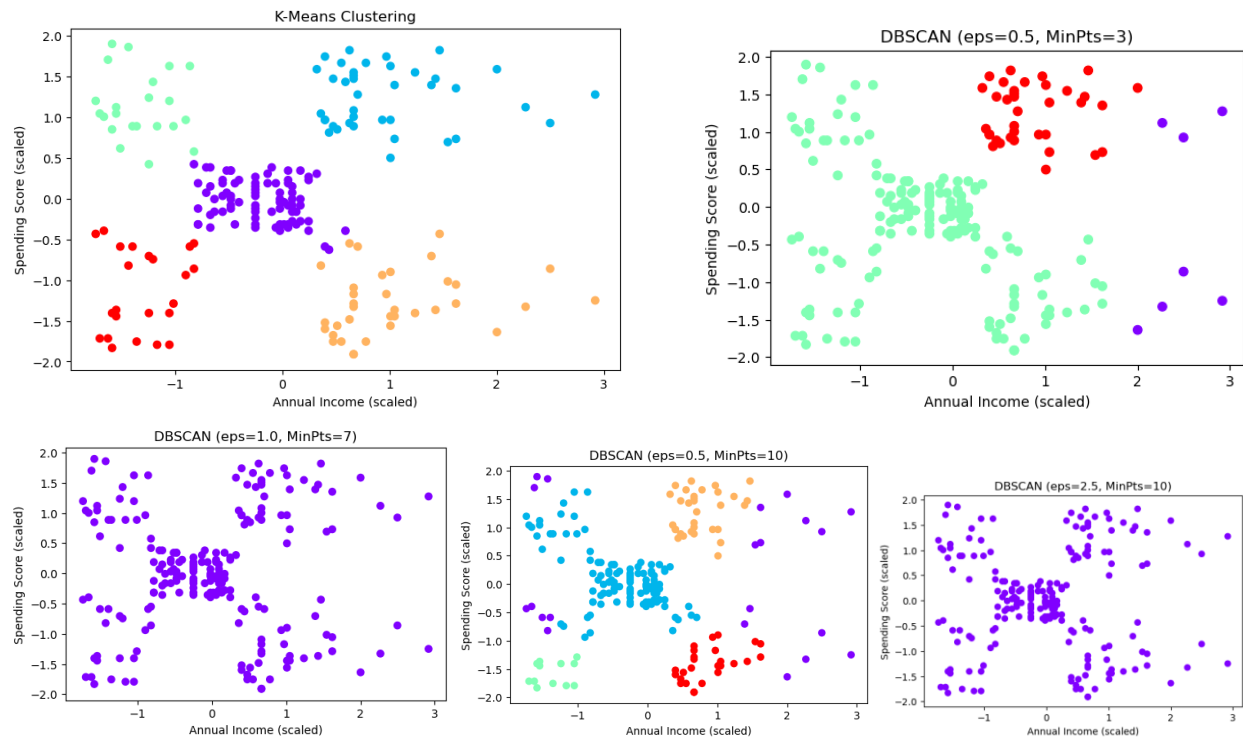 K-Means Clustering
2.0
1.5
1.0
0.5
0.0
−0.5
−1.0
−1.5
−2.0
Spending Score (scaled)
−1 0 1 2 3
Annual Income (scaled)
DBSCAN (eps=0.5, MinPts=3)
2.0
1.5
1.0
0.5
0.0
−0.5
−1.0
−1.5
−2.0
Spending Score (scaled)
−1 0 1 2 3
Annual Income (scaled)
DBSCAN (eps=1.0, MinPts=7)
2.0
1.5
1.0
0.5
0.0
−0.5
−1.0
−1.5
−2.0
Spending Score (scaled)
−1 0 1 2 3
Annual Income (scaled)
DBSCAN (eps=0.5, MinPts=10)
2.0
1.5
1.0
0.5
0.0
−0.5
−1.0
−1.5
−2.0
Spending Score (scaled)
−1 0 1 2 3
Annual Income (scaled)
DBSCAN (eps=2.5, MinPts=10)
2.0
1.5
1.0
0.5
0.0
−0.5
−1.0
−1.5
−2.0
Spending Score (scaled)
−1 0 1 2 3
Annual Income (scaled)